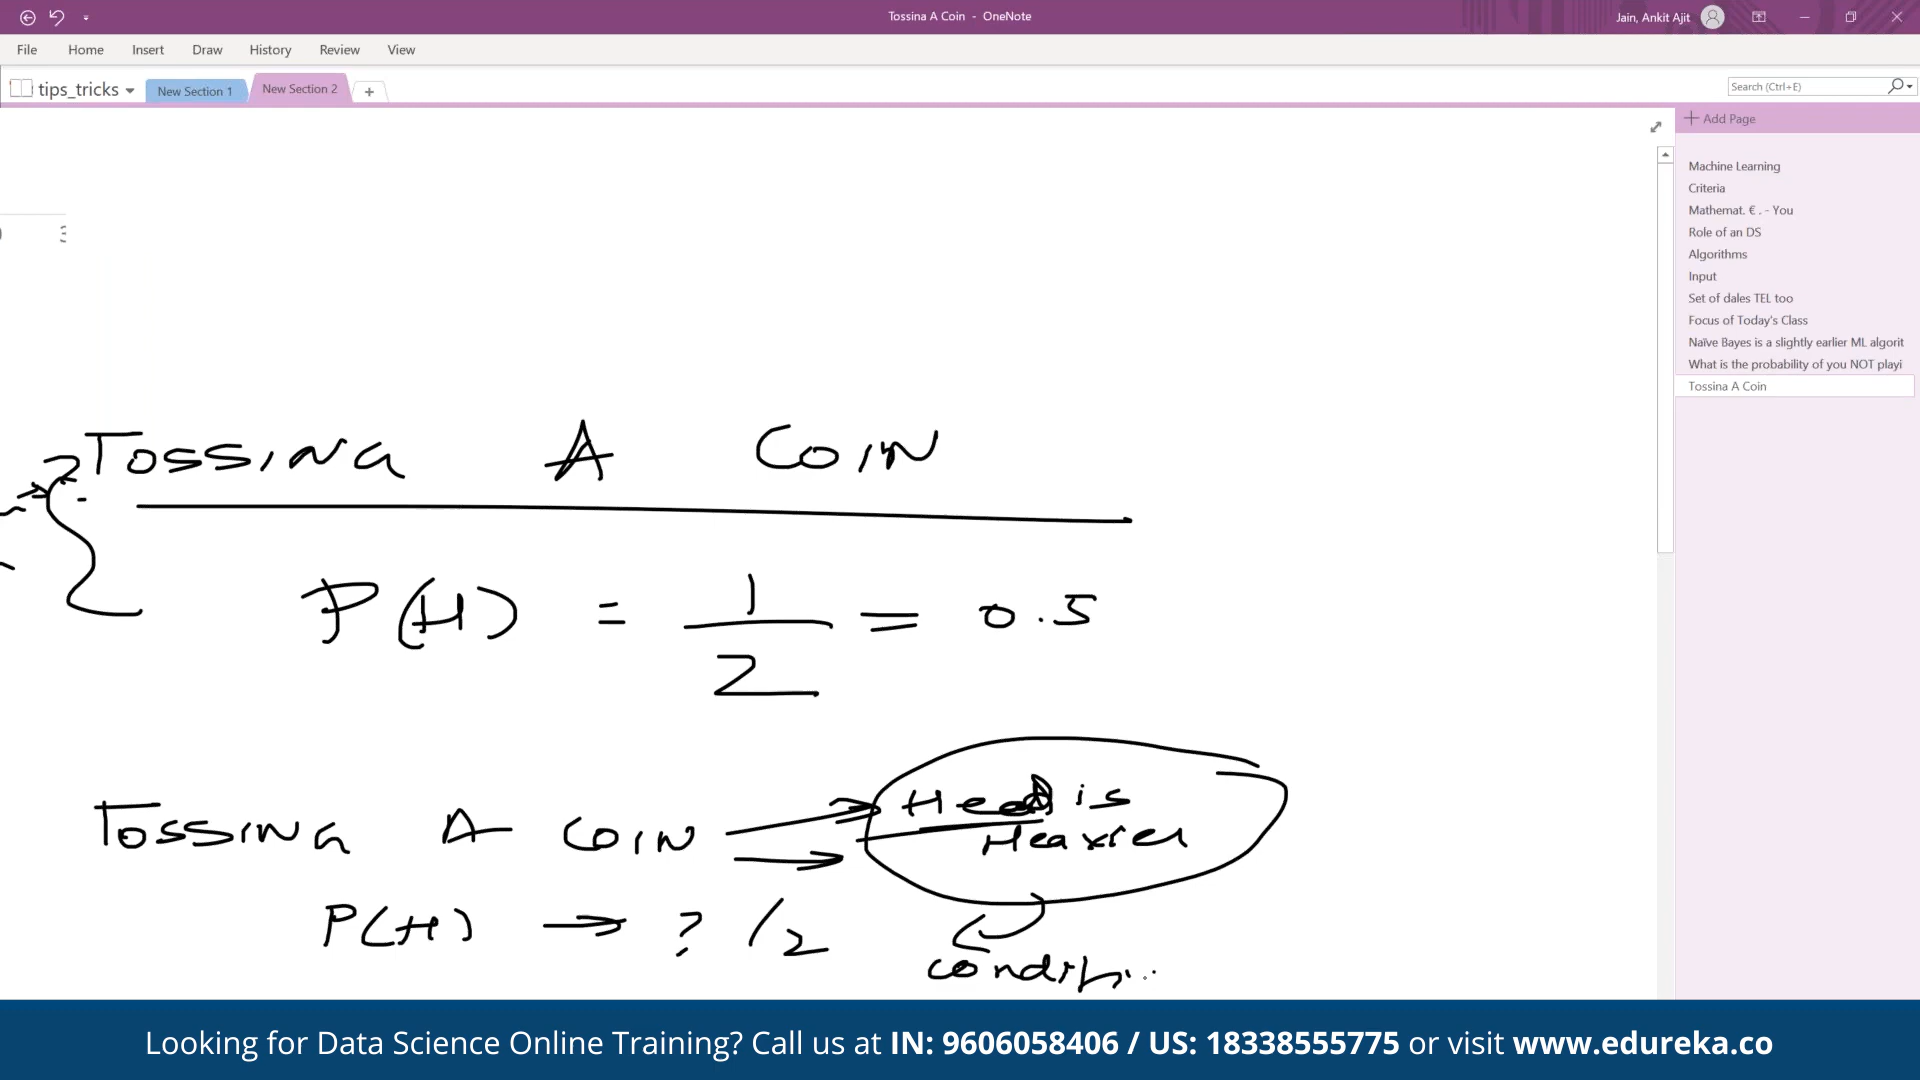 Tossina A Coin - OneNote
Jain, Ankit Ajit
File Home Insert Draw History Review View
tips_tricks New Section 1 New Section 2 +
Search (Ctrl+E)
Add Page
Machine Learning
Criteria
Mathemat. € . - You
Role of an DS
Algorithms
Input
Set of dales TEL too
Focus of Today's Class
Naïve Bayes is a slightly earlier ML algorit
What is the probability of you NOT playi
Tossina A Coin
TOSSING A COIN
P(H) = 1/2 = 0.5
TOSSING A COIN
Head is
Heavier
P(H) → ? /2
condition
Looking for Data Science Online Training? Call us at IN: 9606058406 / US: 18338555775 or visit www.edureka.co